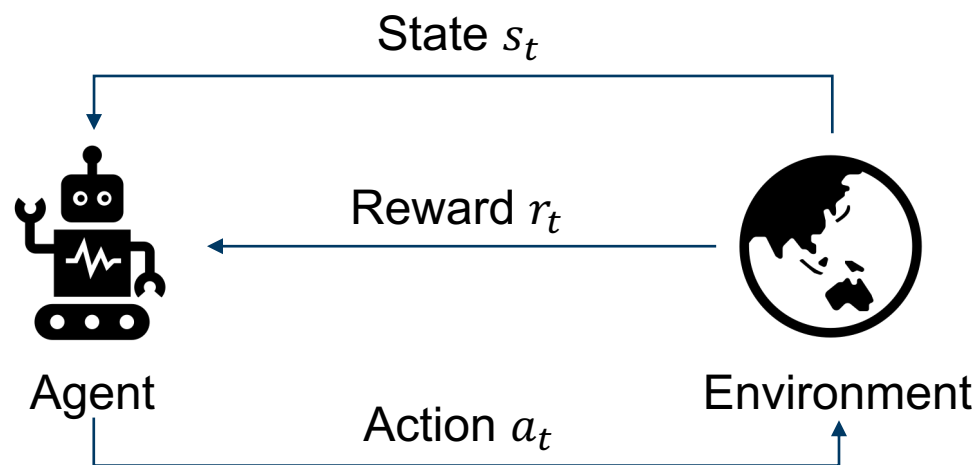 State s_t
Reward r_t
Agent
Environment
Action a_t